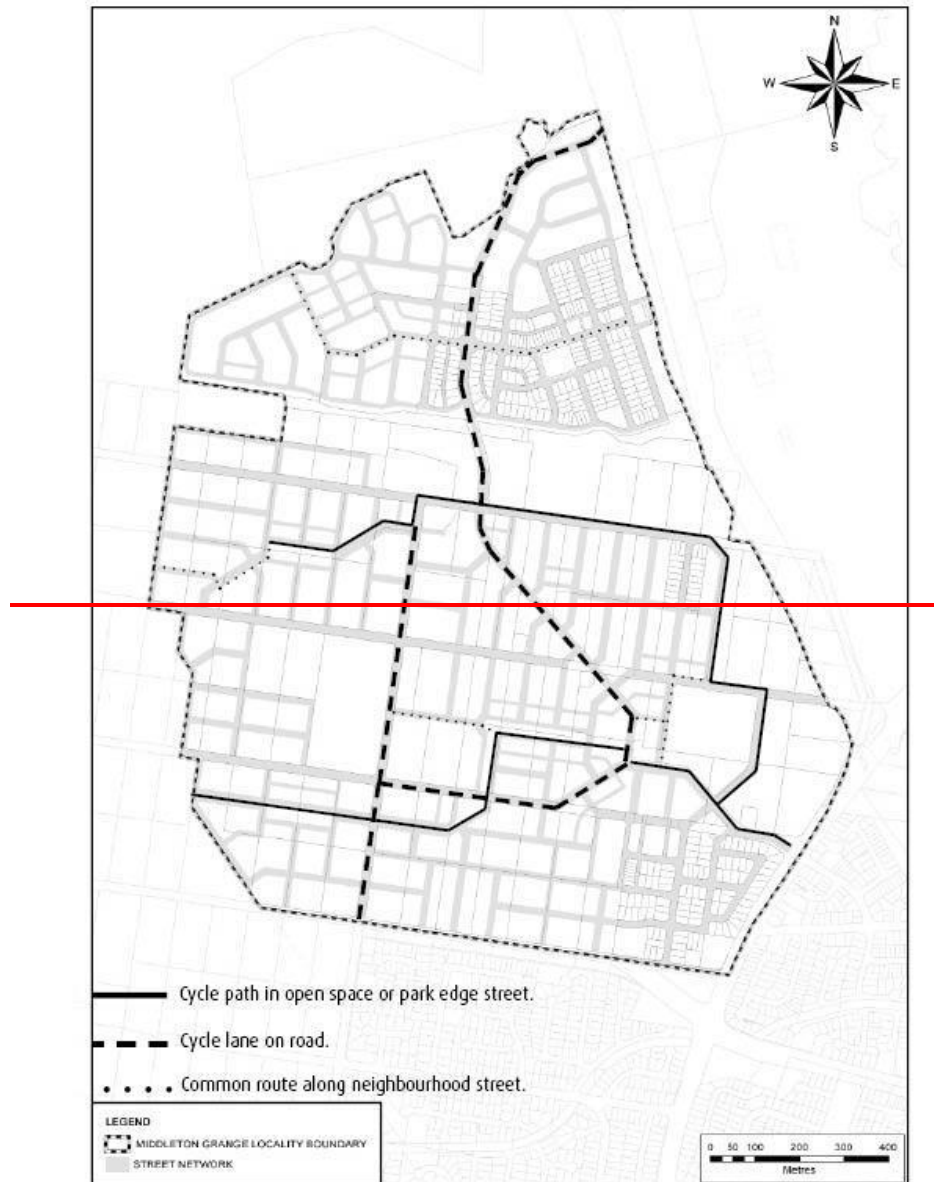 N
W E
S
Cycle path in open space or park edge street.
Cycle lane on road.
Common route along neighbourhood street.
LEGEND
MIDDLETON GRANGE LOCALITY BOUNDARY
STREET NETWORK
0 50 100 200 300 400
Metres